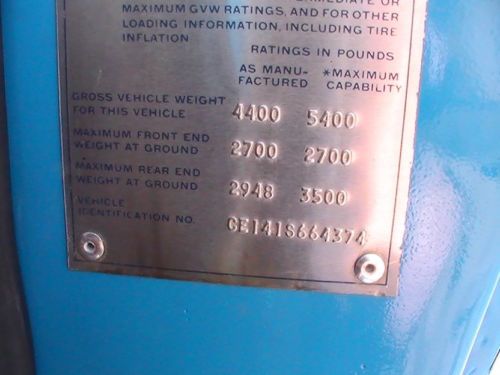 INTERMEDIATE OR
MAXIMUM GVW RATINGS, AND FOR OTHER
LOADING INFORMATION, INCLUDING TIRE
INFLATION
RATINGS IN POUNDS
AS MANU- *MAXIMUM
FACTURED CAPABILITY
GROSS VEHICLE WEIGHT
FOR THIS VEHICLE 4400 5400
MAXIMUM FRONT END
WEIGHT AT GROUND 2700 2700
MAXIMUM REAR END
WEIGHT AT GROUND 2948 3500
VEHICLE
IDENTIFICATION NO. CE141S664374